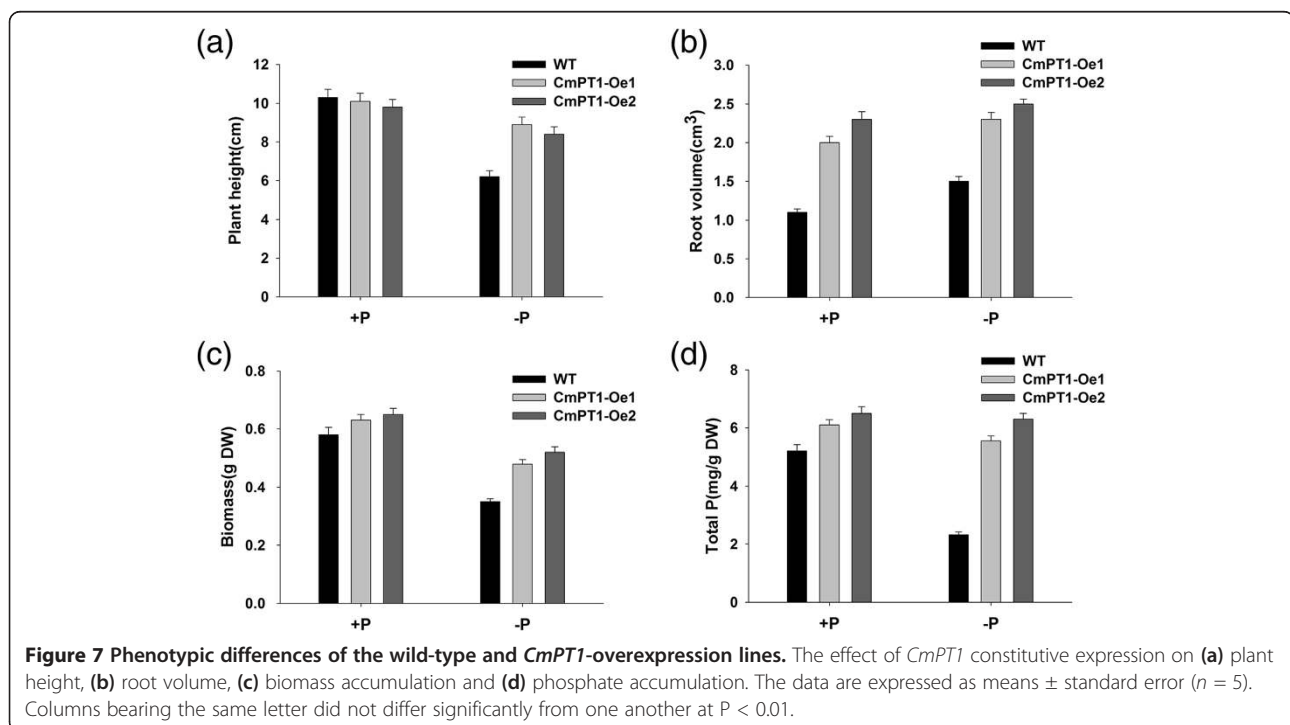 (a)
WT
CmPT1-Oe1
CmPT1-Oe2
Plant height(cm)
12
10
8
6
4
2
0
+P
-P
(b)
WT
CmPT1-Oe1
CmPT1-Oe2
Root volume(cm³)
3.0
2.5
2.0
1.5
1.0
0.5
0.0
+P
-P
(c)
WT
CmPT1-Oe1
CmPT1-Oe2
Biomass(g DW)
0.8
0.6
0.4
0.2
0.0
+P
-P
(d)
WT
CmPT1-Oe1
CmPT1-Oe2
Total P(mg/g DW)
8
6
4
2
0
+P
-P
Figure 7 Phenotypic differences of the wild-type and CmPT1-overexpression lines. The effect of CmPT1 constitutive expression on (a) plant
height, (b) root volume, (c) biomass accumulation and (d) phosphate accumulation. The data are expressed as means ± standard error (n = 5).
Columns bearing the same letter did not differ significantly from one another at P < 0.01.